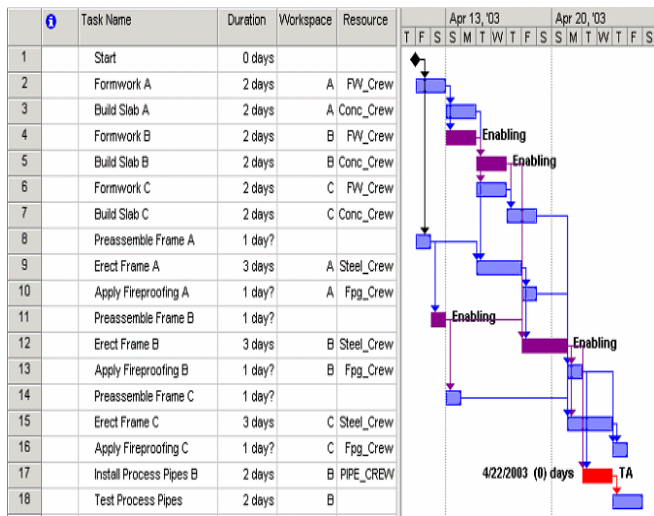 Task Name Duration Workspace Resource Apr 13, '03 Apr 20, '03
T F S S M T W T F S S M T W T F S
1 Start 0 days
2 Formwork A 2 days A FW_Crew
3 Build Slab A 2 days A Conc_Crew
4 Formwork B 2 days B FW_Crew Enabling
5 Build Slab B 2 days B Conc_Crew Enabling
6 Formwork C 2 days C FW_Crew
7 Build Slab C 2 days C Conc_Crew
8 Preassemble Frame A 1 day?
9 Erect Frame A 3 days A Steel_Crew
10 Apply Fireproofing A 1 day? A Fpg_Crew
11 Preassemble Frame B 1 day? Enabling
12 Erect Frame B 3 days B Steel_Crew Enabling
13 Apply Fireproofing B 1 day? B Fpg_Crew
14 Preassemble Frame C 1 day?
15 Erect Frame C 3 days C Steel_Crew
16 Apply Fireproofing C 1 day? C Fpg_Crew
17 Install Process Pipes B 2 days B PIPE_CREW 4/22/2003 (0) days TA
18 Test Process Pipes 2 days B